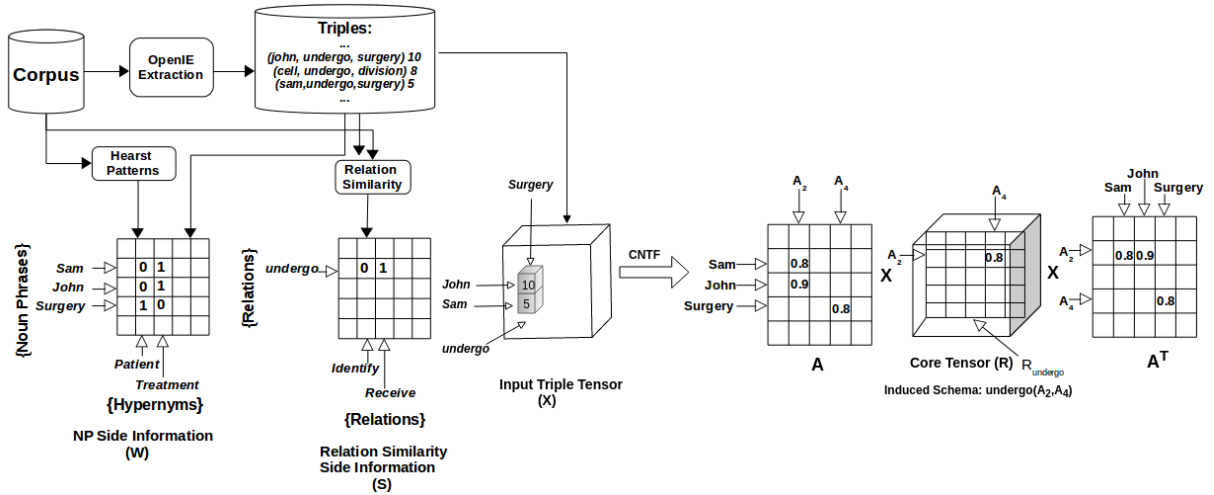 Corpus
OpenIE
Extraction
Triples:
...
(john, undergo, surgery) 10
(cell, undergo, division) 8
(sam,undergo,surgery) 5
...
Hearst
Patterns
Relation
Similarity
{Noun Phrases}
Sam
John
Surgery
0 1
0 1
1 0
Patient
Treatment
{Hypernyms}
NP Side Information
(W)
{Relations}
undergo
0 1
Identify
Receive
{Relations}
Relation Similarity
Side Information
(S)
Surgery
John
Sam
10
5
undergo
Input Triple Tensor
(X)
CNTF
A2
A4
Sam
John
Surgery
0.8
0.9
0.8
A
X
A4
A2
0.8
Core Tensor (R)
Rundergo
Induced Schema: undergo(A2,A4)
X
John
Sam
Surgery
A2
A4
0.8 0.9
0.8
AT